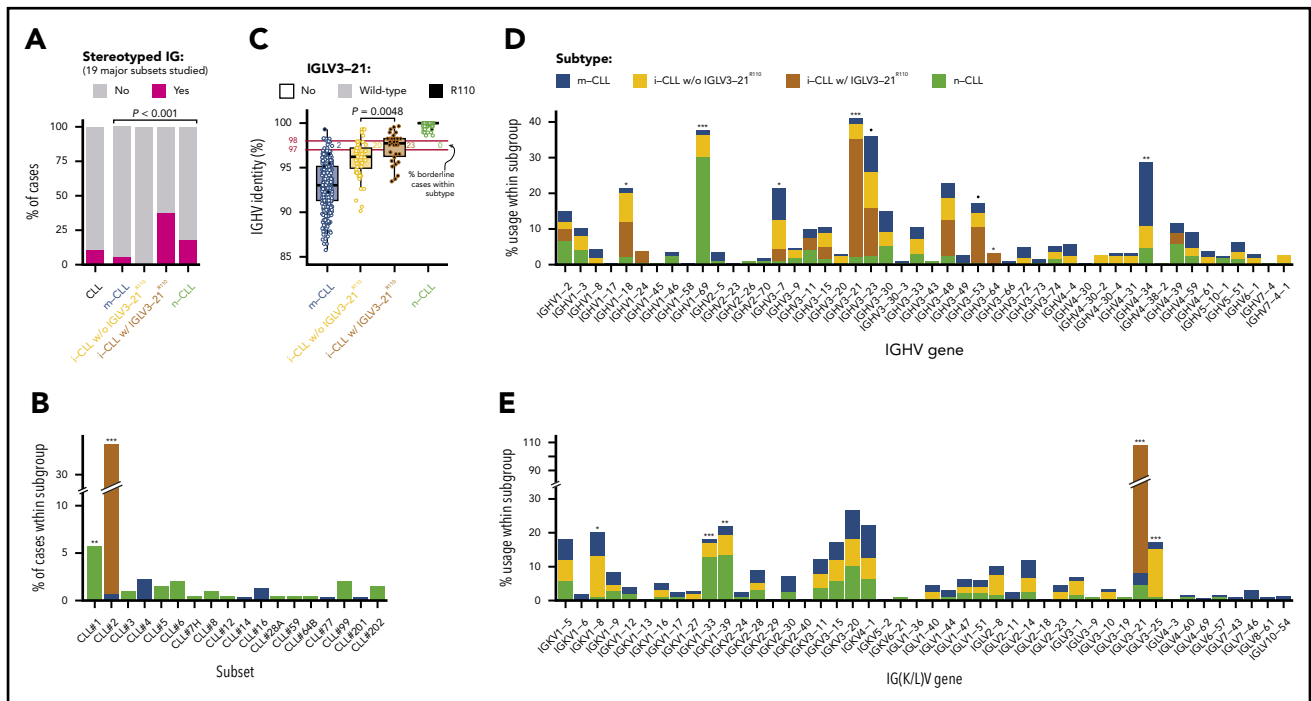 A
Stereotyped IG:
(19 major subsets studied)
No Yes
P < 0.001
100
75
50
25
0
% of cases
CLL
m–CLL
i–CLL w/o IGLV3–21R110
i–CLL w/ IGLV3–21R110
n–CLL
C
IGLV3–21:
No Wild-type R110
P = 0.0048
100
98
97
95
90
85
IGHV identity (%)
2 23 0
% borderline
cases within
subtype
m–CLL
i–CLL w/o IGLV3–21R110
i–CLL w/ IGLV3–21R110
n–CLL
D
Subtype:
m–CLL i–CLL w/o IGLV3–21R110 i–CLL w/ IGLV3–21R110 n–CLL
% usage wthin subgroup
40
30
20
10
0
* *** * *** • • * **
IGHV1–2
IGHV1–3
IGHV1–8
IGHV1–17
IGHV1–18
IGHV1–24
IGHV1–45
IGHV1–46
IGHV1–58
IGHV1–69
IGHV2–5
IGHV2–23
IGHV2–26
IGHV2–70
IGHV3–7
IGHV3–9
IGHV3–11
IGHV3–15
IGHV3–20
IGHV3–21
IGHV3–23
IGHV3–30
IGHV3–30–3
IGHV3–33
IGHV3–43
IGHV3–48
IGHV3–49
IGHV3–53
IGHV3–64
IGHV3–66
IGHV3–72
IGHV3–73
IGHV3–74
IGHV4–4
IGHV4–30
IGHV4–30–2
IGHV4–30–4
IGHV4–31
IGHV4–34
IGHV4–38–2
IGHV4–39
IGHV4–59
IGHV4–61
IGHV5–10–1
IGHV5–51
IGHV6–1
IGHV7–4
IGHV7–4–1
IGHV gene
B
% of cases wthin subgroup
30
10
5
0
** ***
CLL#1
CLL#2
CLL#3
CLL#4
CLL#5
CLL#6
CLL#7H
CLL#8
CLL#12
CLL#14
CLL#16
CLL#28A
CLL#59
CLL#64B
CLL#77
CLL#99
CLL#201
CLL#202
Subset
E
% usage wthin subgroup
110
90
30
20
10
0
* *** ** *** ***
IGKV1–5
IGKV1–6
IGKV1–8
IGKV1–9
IGKV1–12
IGKV1–13
IGKV1–16
IGKV1–17
IGKV1–27
IGKV1–33
IGKV1–39
IGKV2–24
IGKV2–28
IGKV2–29
IGKV2–30
IGKV2–40
IGKV3–11
IGKV3–15
IGKV3–20
IGKV4–1
IGKV5–2
IGKV6–21
IGLV1–36
IGLV1–40
IGLV1–44
IGLV1–47
IGLV1–51
IGLV2–8
IGLV2–11
IGLV2–14
IGLV2–18
IGLV2–23
IGLV3–1
IGLV3–9
IGLV3–10
IGLV3–19
IGLV3–21
IGLV3–25
IGLV4–3
IGLV4–60
IGLV4–69
IGLV6–57
IGLV7–43
IGLV7–46
IGLV8–61
IGLV10–54
IG(K/L)V gene